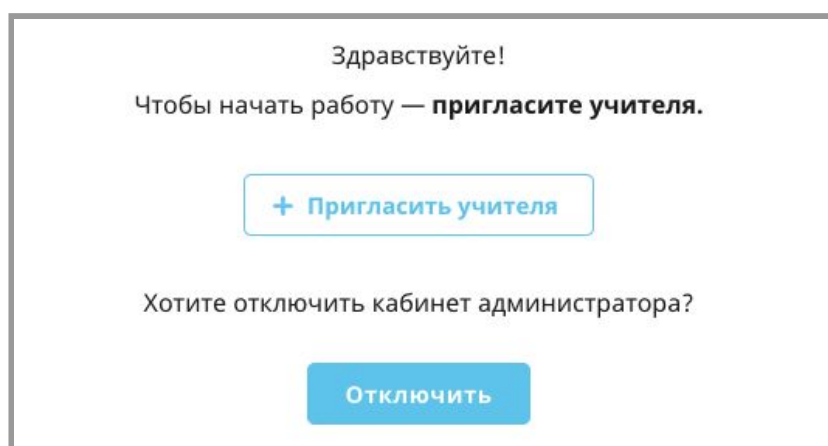 Здравствуйте!
Чтобы начать работу — пригласите учителя.
+ Пригласить учителя
Хотите отключить кабинет администратора?
Отключить